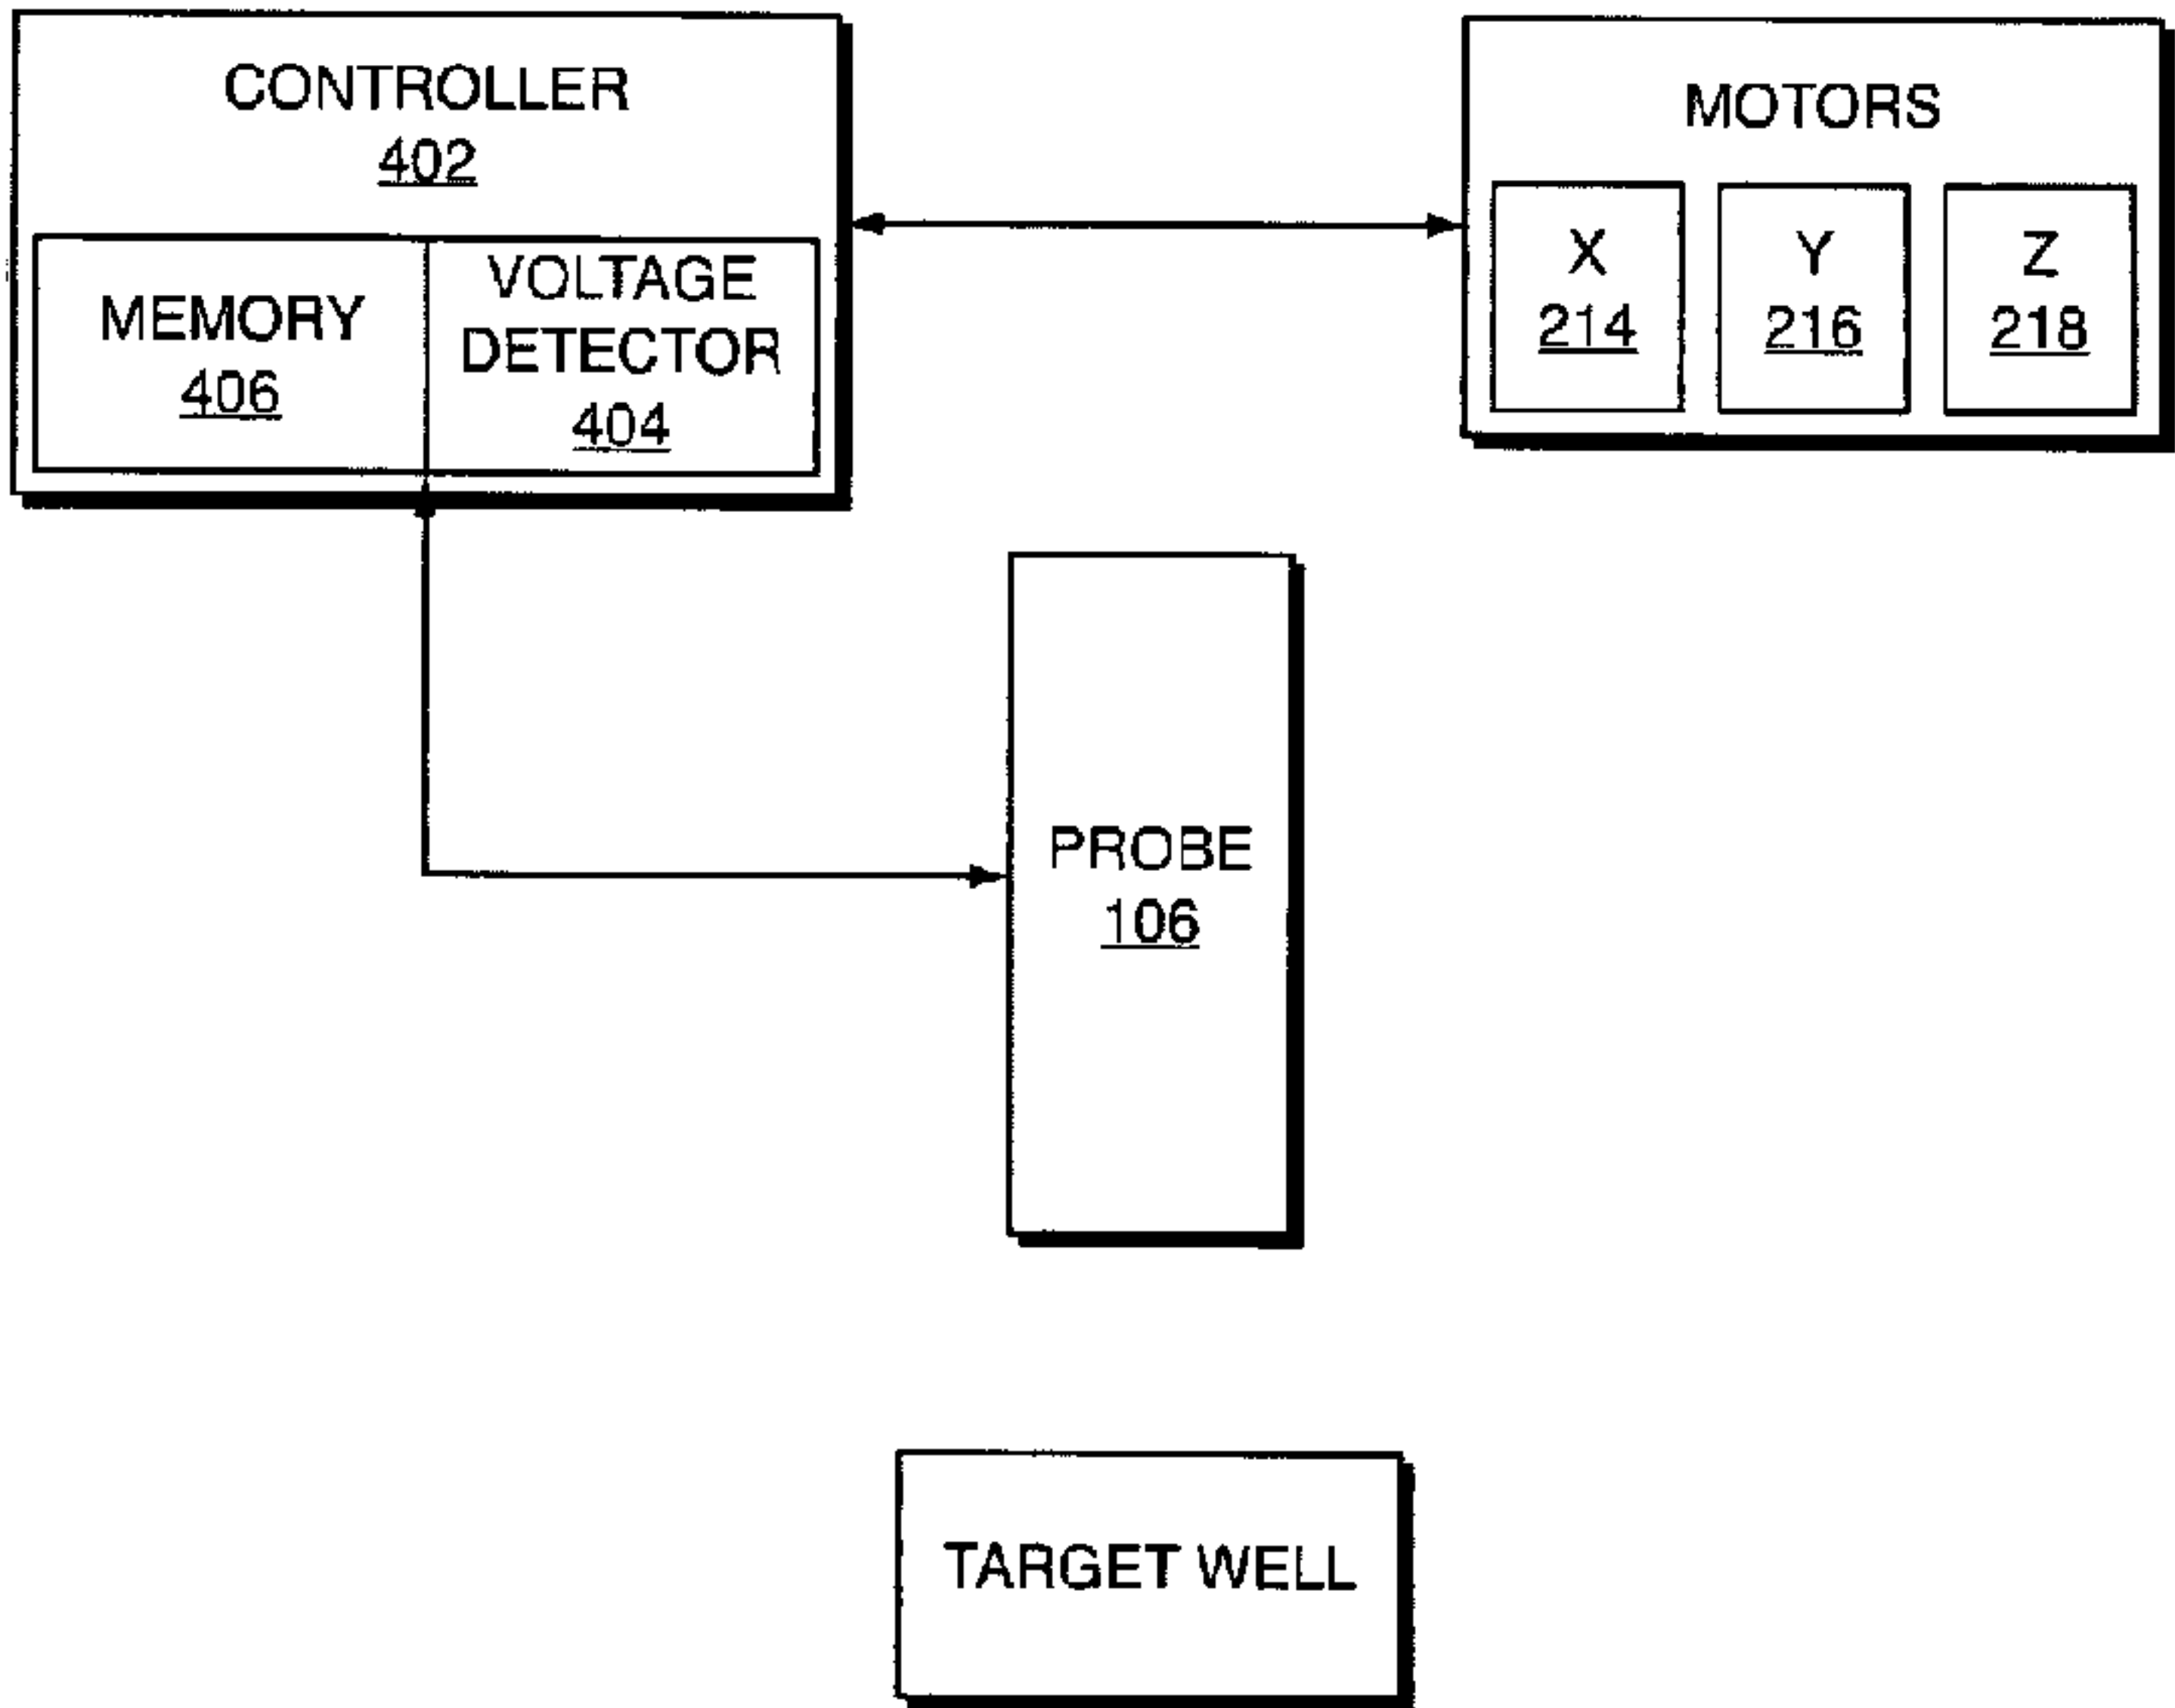 CONTROLLER
402
MEMORY
406
VOLTAGE
DETECTOR
404
MOTORS
X
214
Y
216
Z
218
PROBE
106
TARGET WELL